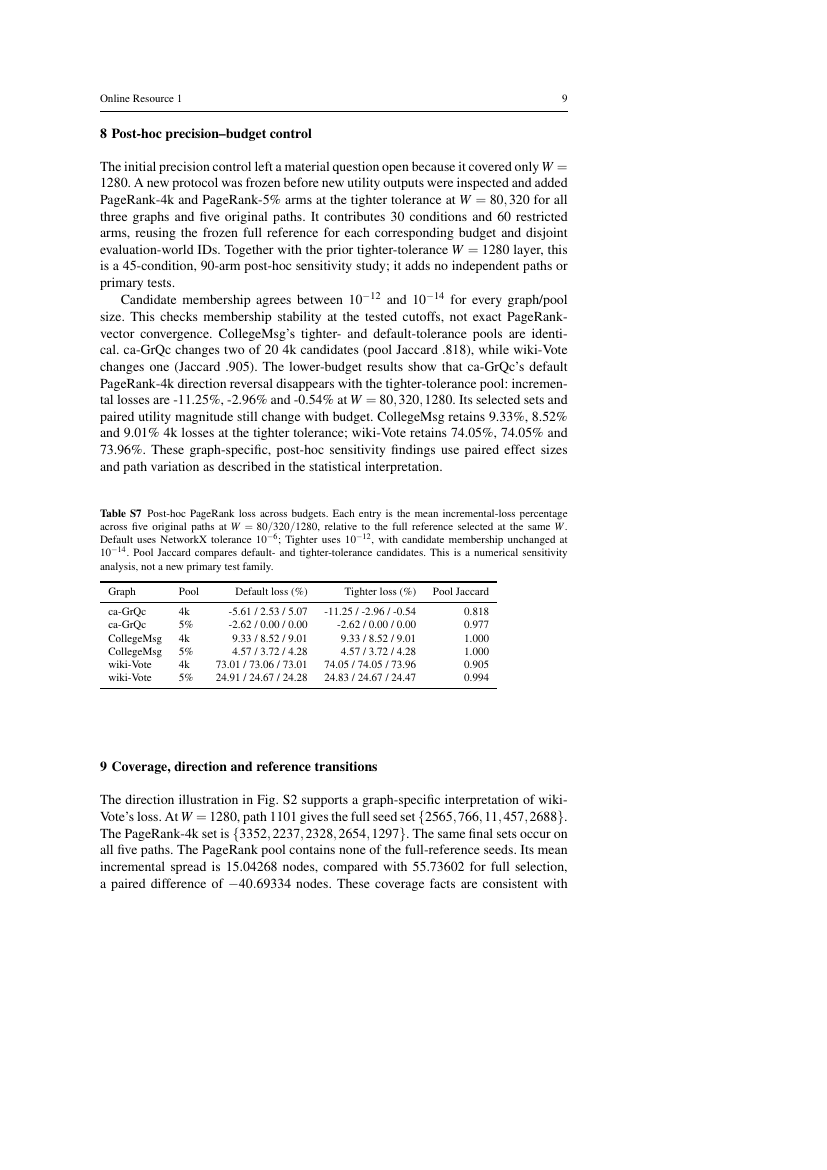 Online Resource 1 9
8 Post-hoc precision–budget control
The initial precision control left a material question open because it covered only W =
1280. A new protocol was frozen before new utility outputs were inspected and added
PageRank-4k and PageRank-5% arms at the tighter tolerance at W = 80,320 for all
three graphs and five original paths. It contributes 30 conditions and 60 restricted
arms, reusing the frozen full reference for each corresponding budget and disjoint
evaluation-world IDs. Together with the prior tighter-tolerance W = 1280 layer, this
is a 45-condition, 90-arm post-hoc sensitivity study; it adds no independent paths or
primary tests.
Candidate membership agrees between 10⁻¹² and 10⁻¹⁴ for every graph/pool
size. This checks membership stability at the tested cutoffs, not exact PageRank-
vector convergence. CollegeMsg's tighter- and default-tolerance pools are identi-
cal. ca-GrQc changes two of 20 4k candidates (pool Jaccard .818), while wiki-Vote
changes one (Jaccard .905). The lower-budget results show that ca-GrQc's default
PageRank-4k direction reversal disappears with the tighter-tolerance pool: incremen-
tal losses are -11.25%, -2.96% and -0.54% at W = 80,320,1280. Its selected sets and
paired utility magnitude still change with budget. CollegeMsg retains 9.33%, 8.52%
and 9.01% 4k losses at the tighter tolerance; wiki-Vote retains 74.05%, 74.05% and
73.96%. These graph-specific, post-hoc sensitivity findings use paired effect sizes
and path variation as described in the statistical interpretation.
Table S7 Post-hoc PageRank loss across budgets. Each entry is the mean incremental-loss percentage
across five original paths at W = 80/320/1280, relative to the full reference selected at the same W.
Default uses NetworkX tolerance 10⁻⁶; Tighter uses 10⁻¹², with candidate membership unchanged at
10⁻¹⁴. Pool Jaccard compares default- and tighter-tolerance candidates. This is a numerical sensitivity
analysis, not a new primary test family.
Graph Pool Default loss (%) Tighter loss (%) Pool Jaccard
ca-GrQc 4k -5.61 / 2.53 / 5.07 -11.25 / -2.96 / -0.54 0.818
ca-GrQc 5% -2.62 / 0.00 / 0.00 -2.62 / 0.00 / 0.00 0.977
CollegeMsg 4k 9.33 / 8.52 / 9.01 9.33 / 8.52 / 9.01 1.000
CollegeMsg 5% 4.57 / 3.72 / 4.28 4.57 / 3.72 / 4.28 1.000
wiki-Vote 4k 73.01 / 73.06 / 73.01 74.05 / 74.05 / 73.96 0.905
wiki-Vote 5% 24.91 / 24.67 / 24.28 24.83 / 24.67 / 24.47 0.994
9 Coverage, direction and reference transitions
The direction illustration in Fig. S2 supports a graph-specific interpretation of wiki-
Vote's loss. At W = 1280, path 1101 gives the full seed set {2565,766,11,457,2688}.
The PageRank-4k set is {3352,2237,2328,2654,1297}. The same final sets occur on
all five paths. The PageRank pool contains none of the full-reference seeds. Its mean
incremental spread is 15.04268 nodes, compared with 55.73602 for full selection,
a paired difference of −40.69334 nodes. These coverage facts are consistent with